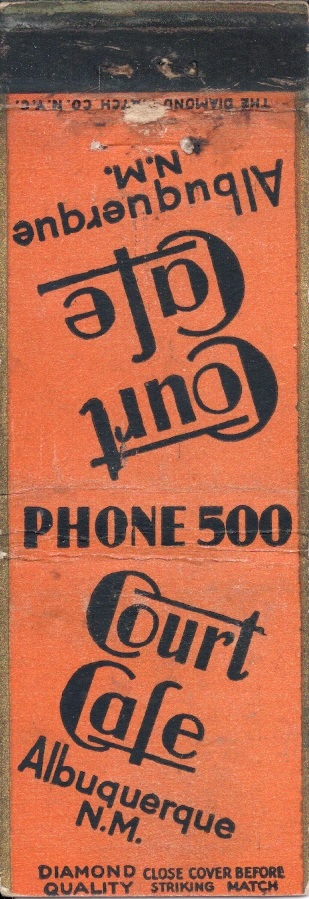 THE DIAMOND MATCH CO. N.Y.C.
Albuquerque
N.M.
Court
Cafe
PHONE 500
Court
Cafe
Albuquerque
N.M.
DIAMOND QUALITY
CLOSE COVER BEFORE STRIKING MATCH